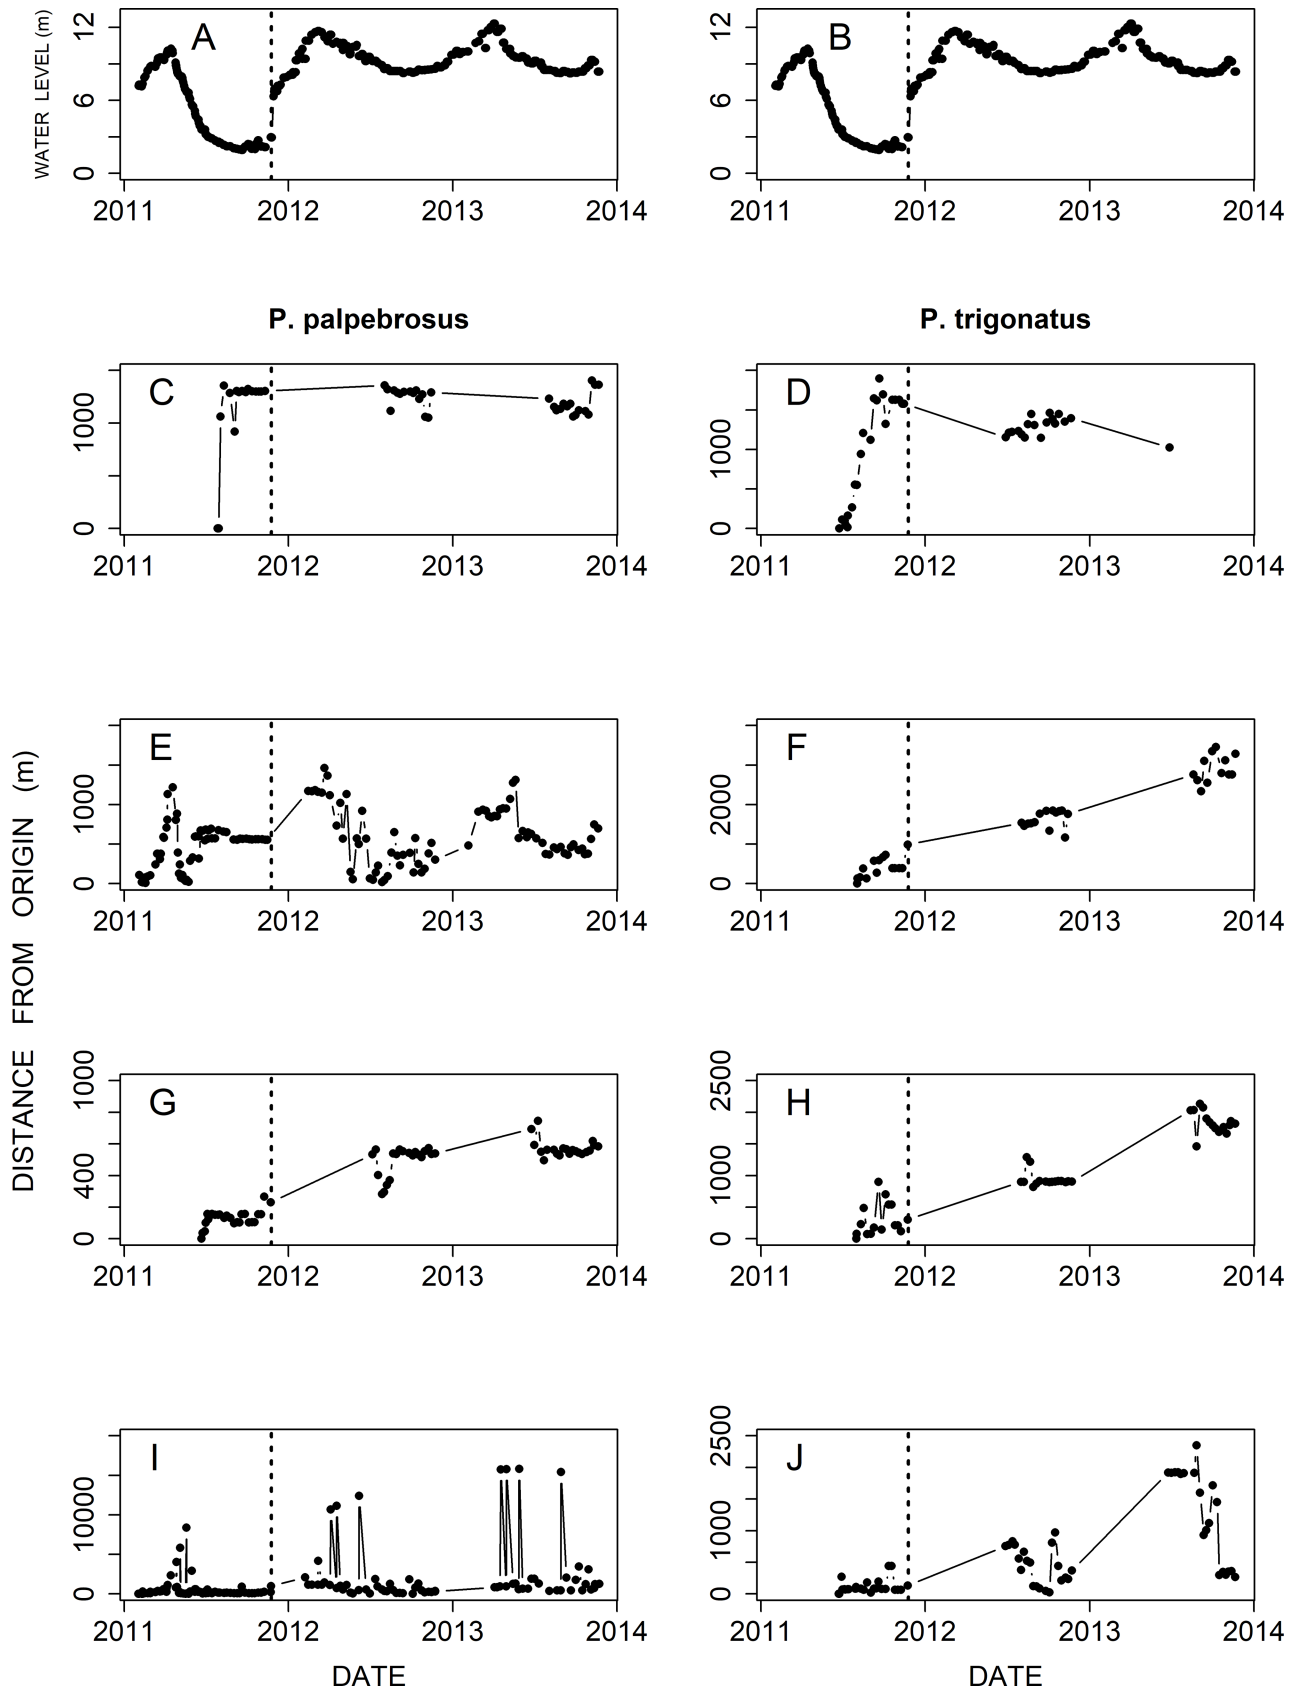 WATER LEVEL (m)
A
0 6 12
2011 2012 2013 2014
B
0 6 12
2011 2012 2013 2014
P. palpebrosus
P. trigonatus
C
0 1000
2011 2012 2013 2014
D
0 1000
2011 2012 2013 2014
DISTANCE FROM ORIGIN (m)
E
0 1000
2011 2012 2013 2014
F
0 2000
2011 2012 2013 2014
G
0 400 1000
2011 2012 2013 2014
H
0 1000 2500
2011 2012 2013 2014
I
0 10000
2011 2012 2013 2014
DATE
J
0 1000 2500
2011 2012 2013 2014
DATE